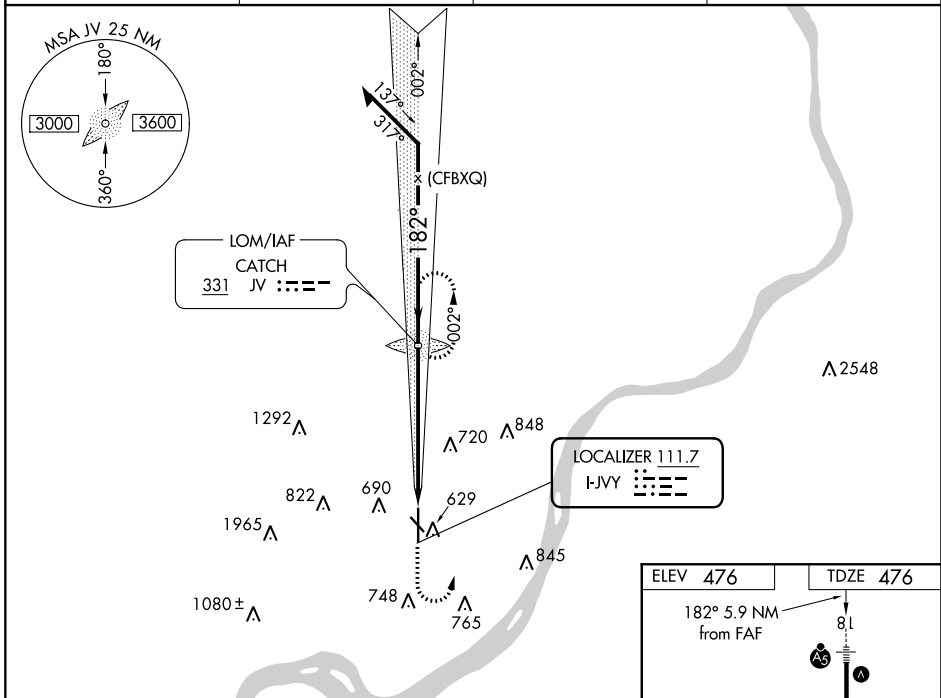 MSA JV 25 NM
180°
3000
3600
360°
002°
137°
317°
(CFBXQ)
182°
LOM/IAF
CATCH
331 JV
002°
2548
1292
720
848
LOCALIZER 111.7
I-JVY
822
690
629
1965
845
1080±
748
765
ELEV 476
TDZE 476
182° 5.9 NM
from FAF
18
A5
V